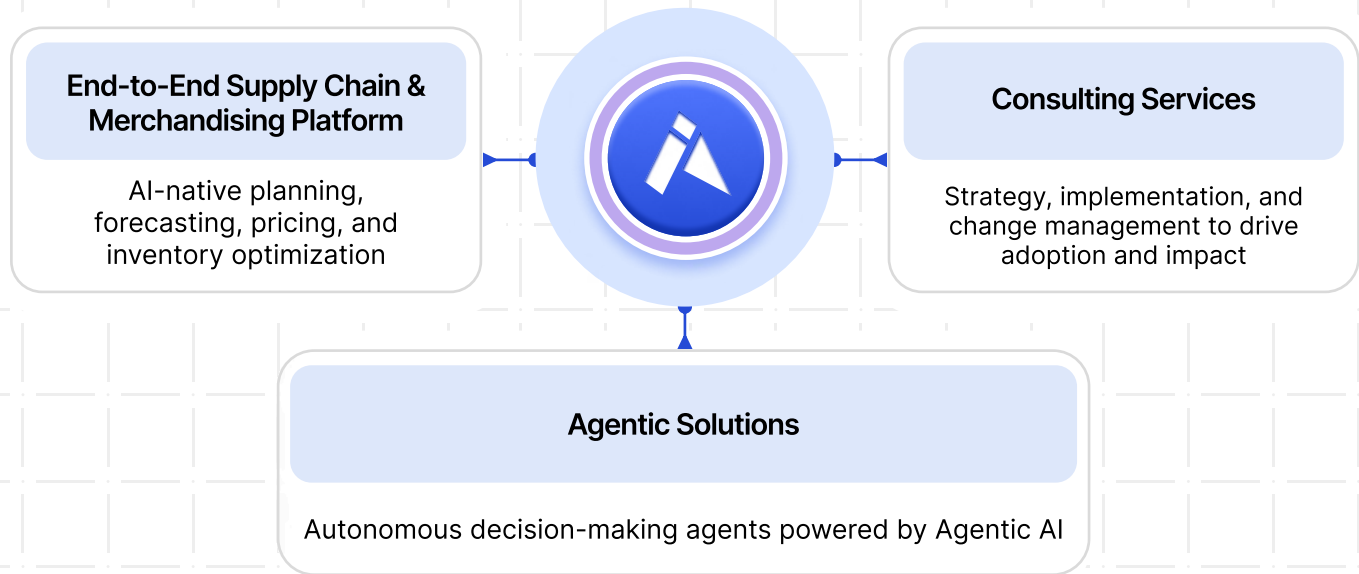 End-to-End Supply Chain &
Merchandising Platform
AI-native planning,
forecasting, pricing, and
inventory optimization
Consulting Services
Strategy, implementation, and
change management to drive
adoption and impact
Agentic Solutions
Autonomous decision-making agents powered by Agentic AI